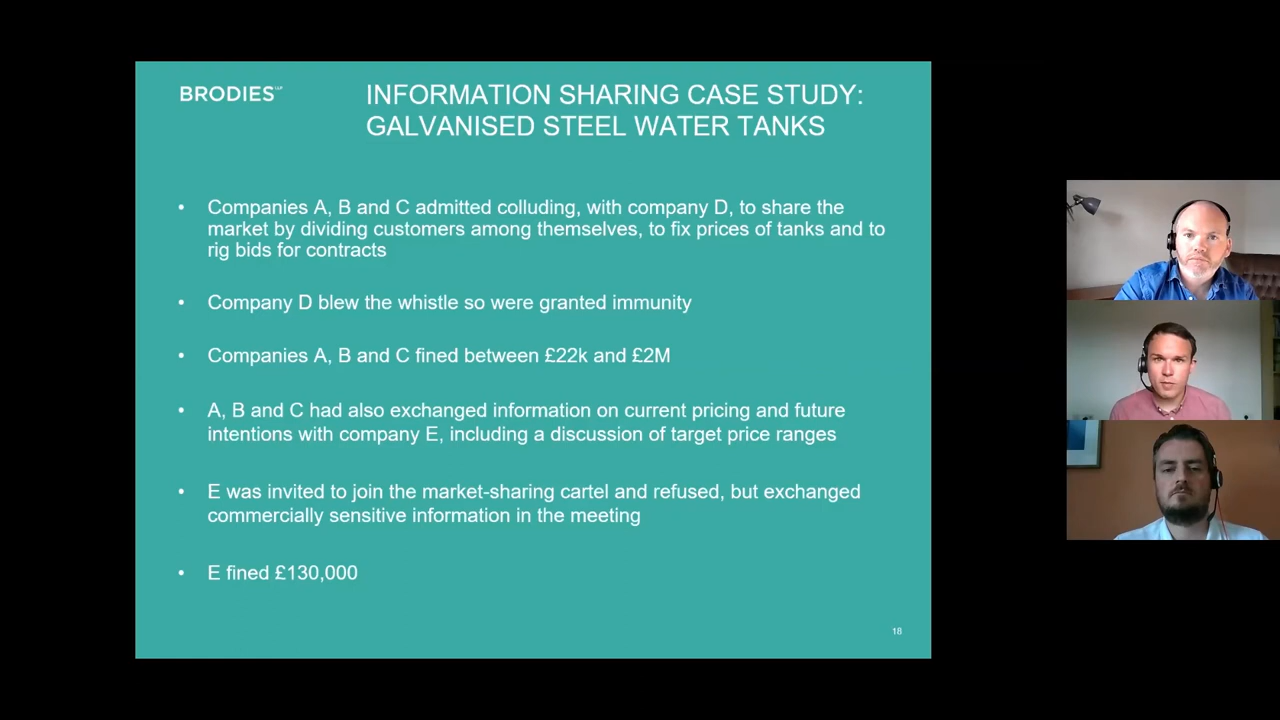 BRODIES LLP
INFORMATION SHARING CASE STUDY:
GALVANISED STEEL WATER TANKS
• Companies A, B and C admitted colluding, with company D, to share the
market by dividing customers among themselves, to fix prices of tanks and to
rig bids for contracts
• Company D blew the whistle so were granted immunity
• Companies A, B and C fined between £22k and £2M
• A, B and C had also exchanged information on current pricing and future
intentions with company E, including a discussion of target price ranges
• E was invited to join the market-sharing cartel and refused, but exchanged
commercially sensitive information in the meeting
• E fined £130,000
18